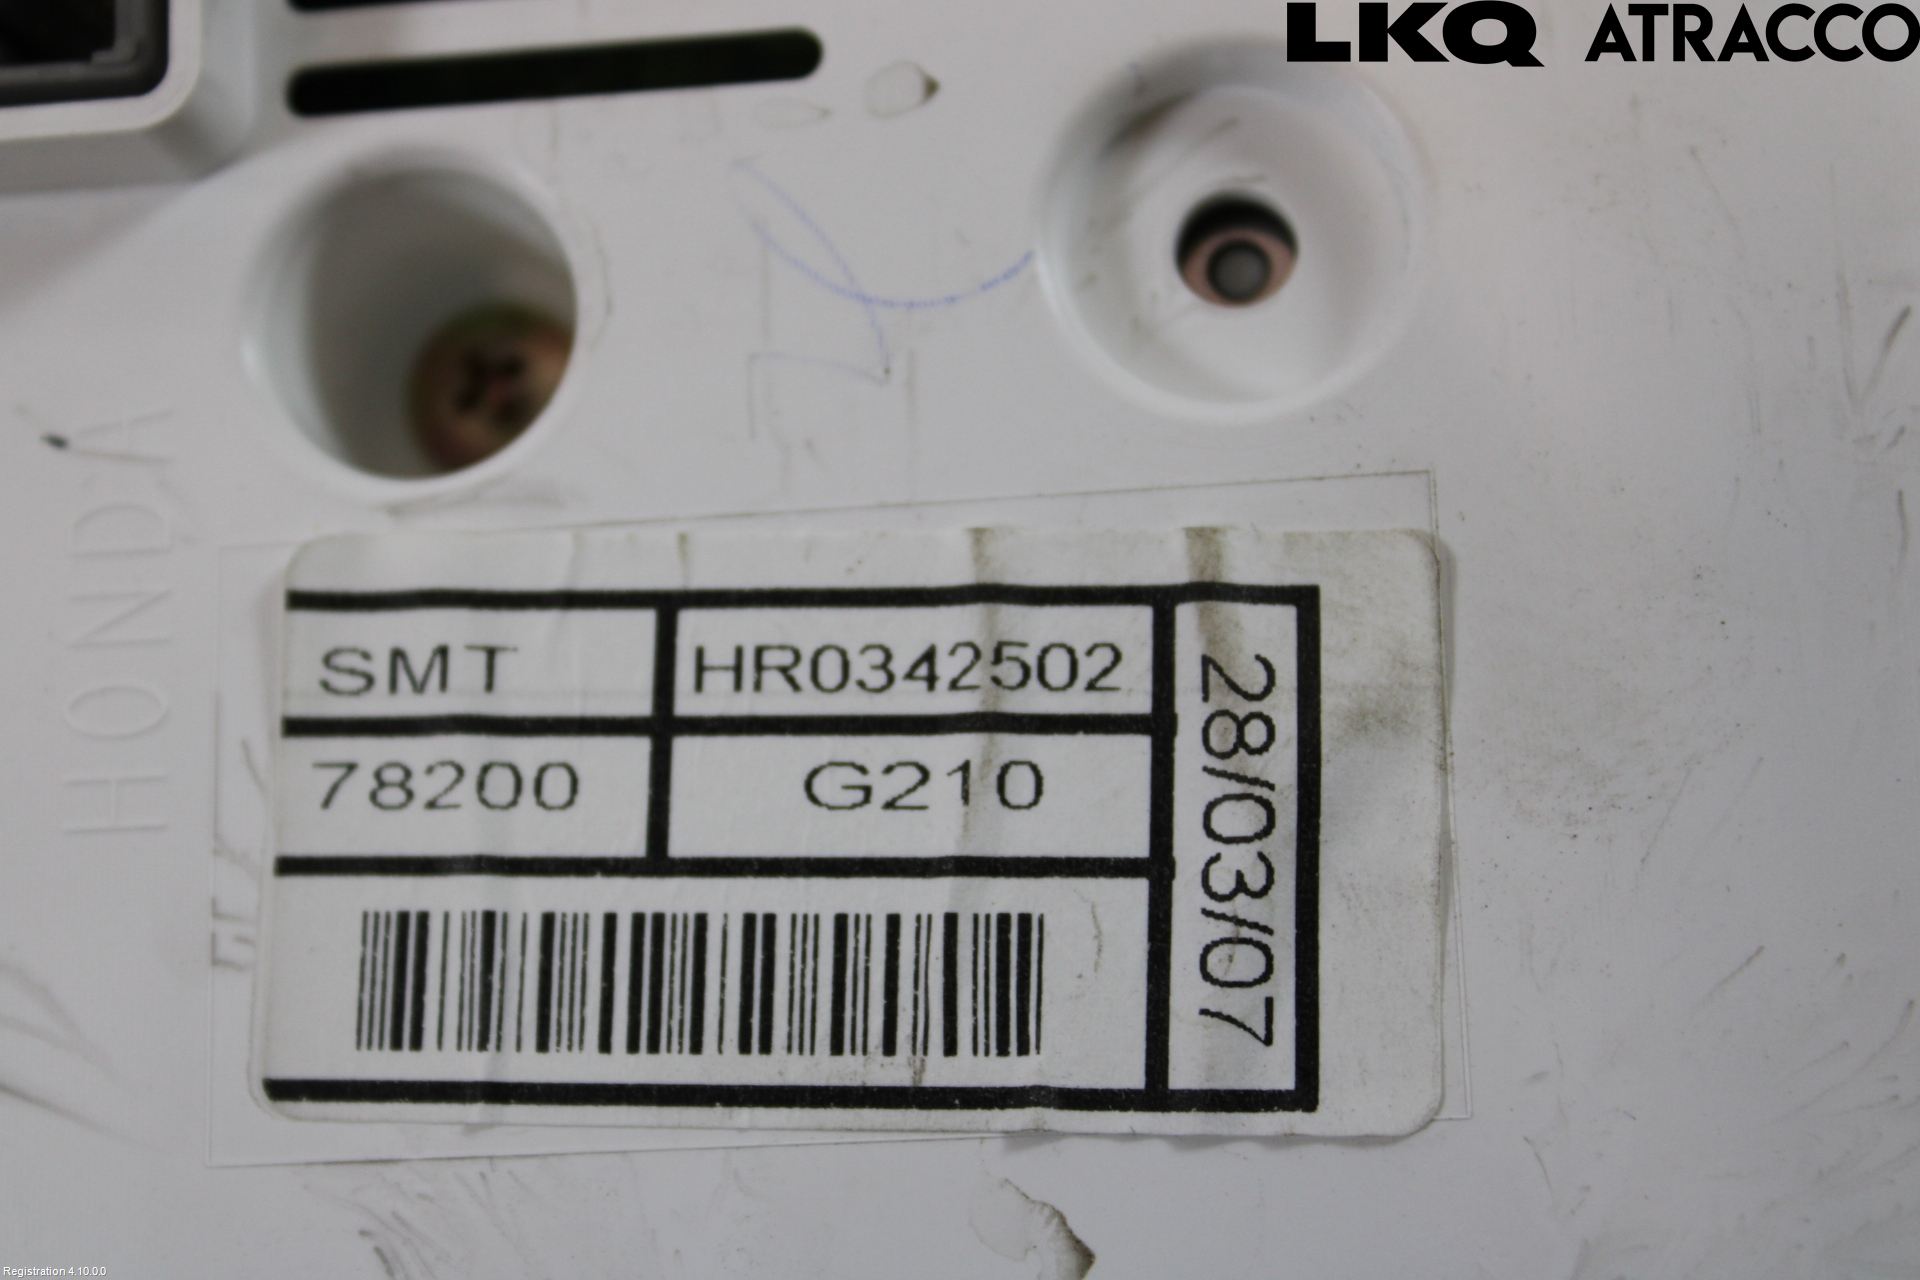 LKQ ATRACCO
HONDA
SMT HR0342502
78200 G210
28/03/07
Registration 4.10.0.0